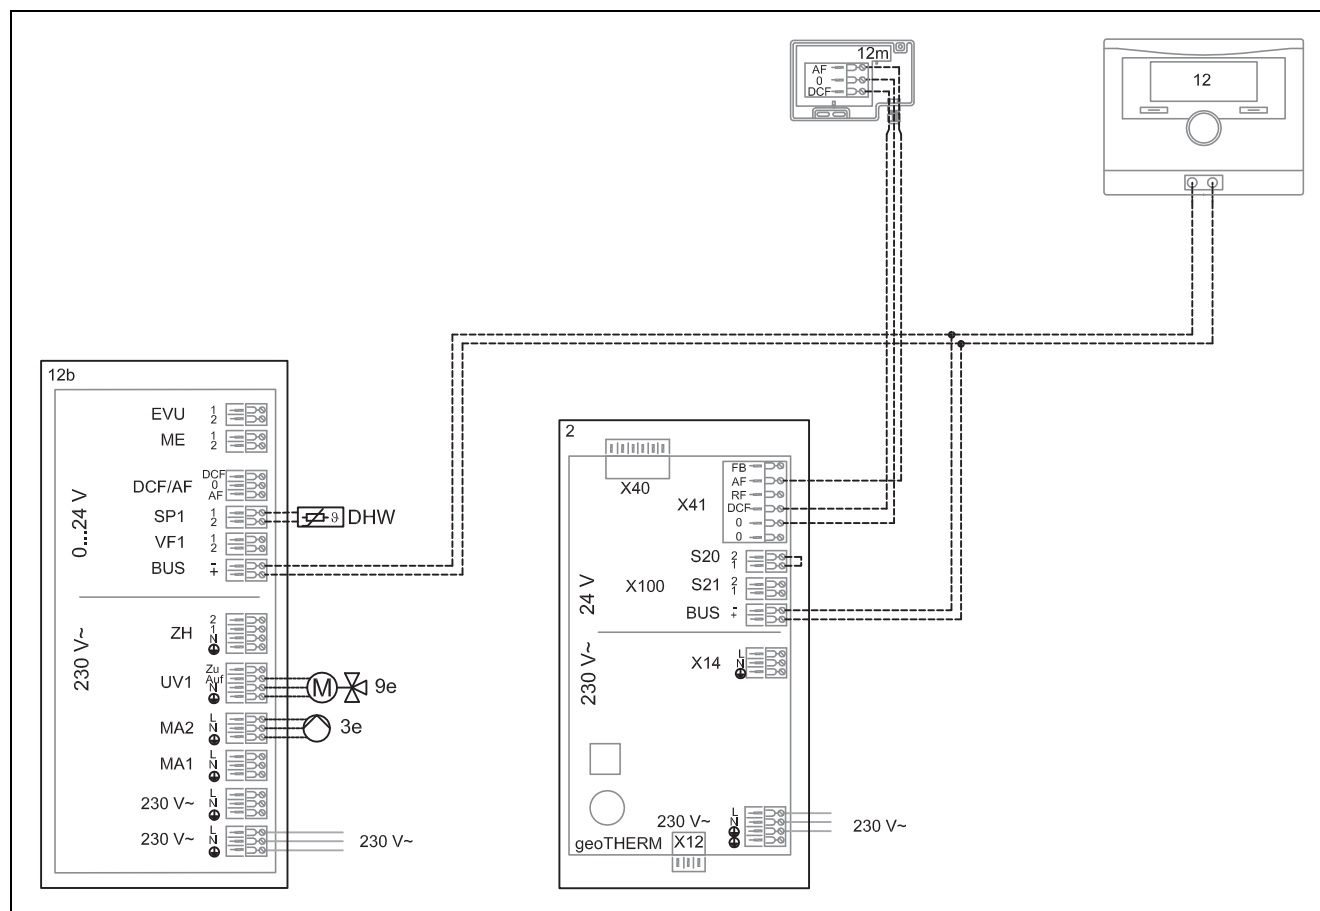 12m
AF
0
DCF
12
12b
0...24 V
EVU 1
2
ME 1
2
DCF/AF DCF
0
AF
SP1 1
2
DHW
VF1 1
2
BUS -
+
230 V~
ZH 2
1
N
UV1 Zu
Auf
N
M 9e
MA2 L
N
3e
MA1 L
N
230 V~ L
N
230 V~ L
N
230 V~
2
X40
X41
FB
AF
RF
DCF
0
0
24 V
X100
S20 2
1
S21 2
1
BUS -
+
230 V~
X14 L
N
230 V~ L
N
230 V~
geoTHERM X12